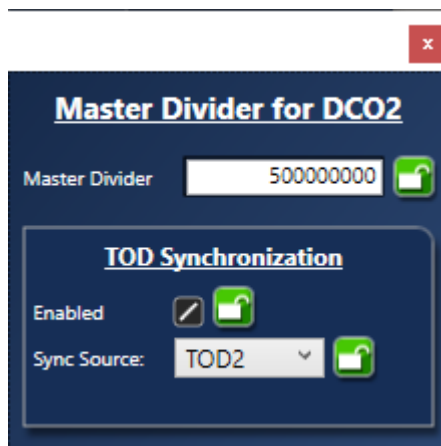 x
Master Divider for DCO2
Master Divider 500000000
TOD Synchronization
Enabled
Sync Source: TOD2